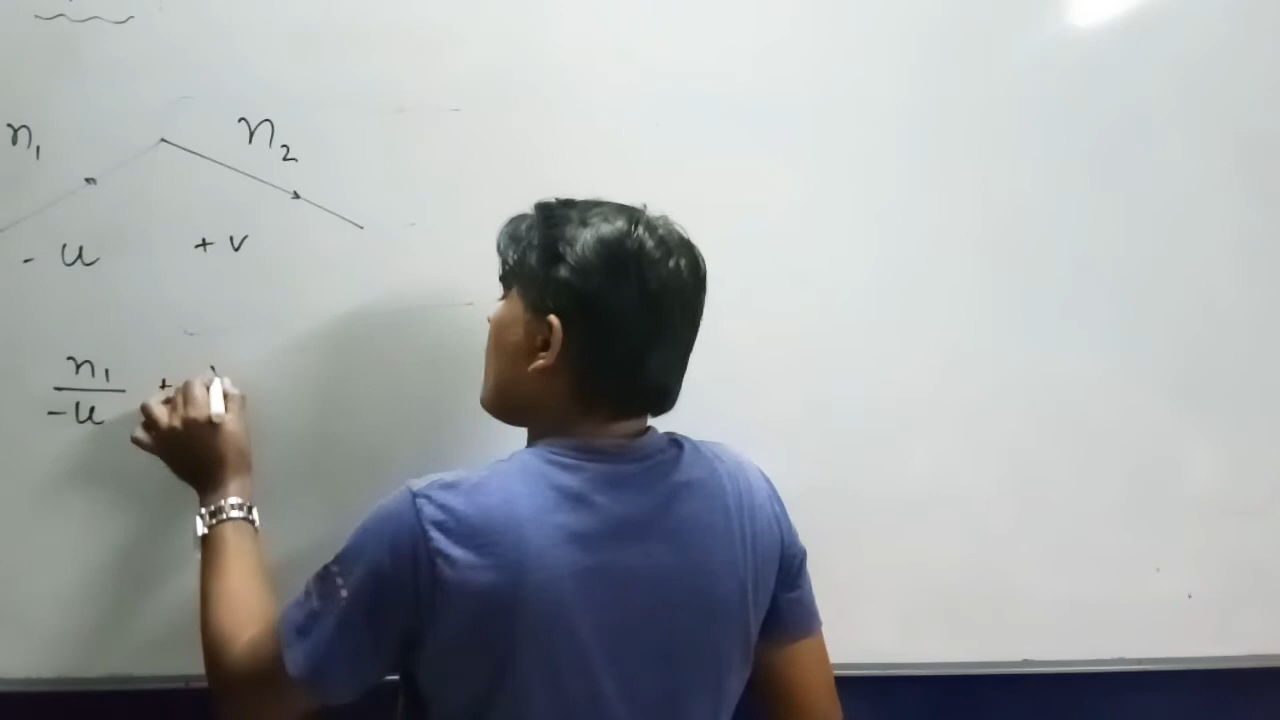 n₁ n₂
- u + v
n₁
-u +